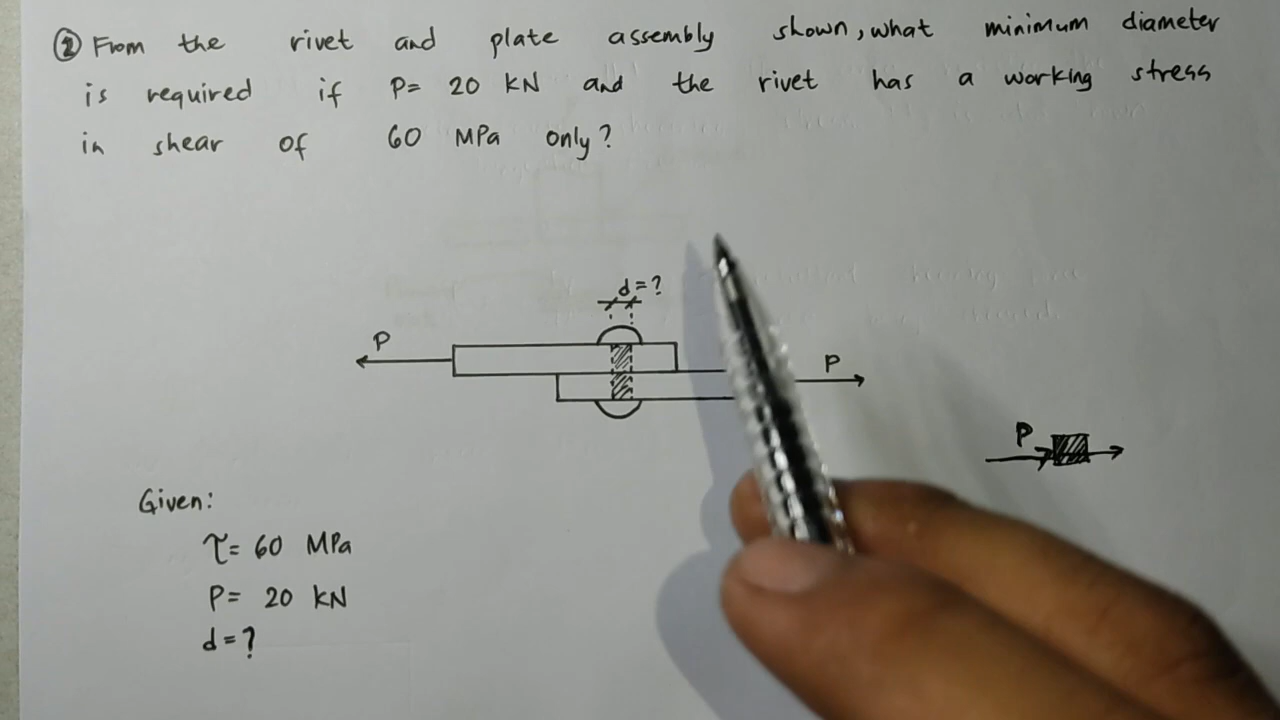 ② From the rivet and plate assembly shown, what minimum diameter
is required if P= 20 KN and the rivet has a working stress
in shear of 60 MPa only?
d=?
P
P
P
Given:
τ= 60 MPa
P= 20 KN
d=?